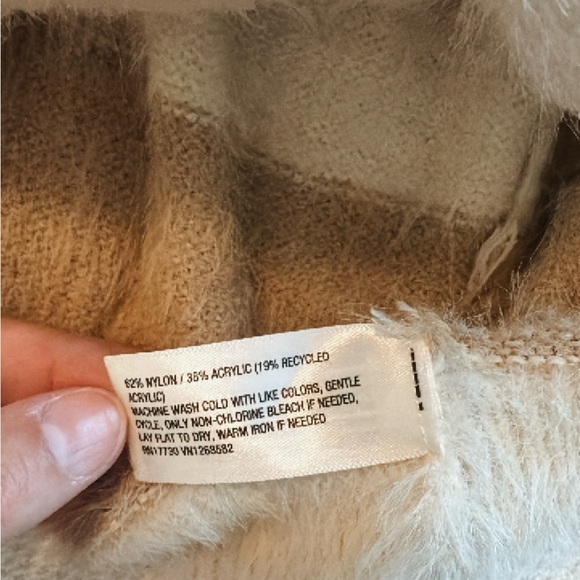 62% NYLON / 38% ACRYLIC (19% RECYCLED
ACRYLIC)
MACHINE WASH COLD WITH LIKE COLORS, GENTLE
CYCLE, ONLY NON-CHLORINE BLEACH IF NEEDED,
LAY FLAT TO DRY, WARM IRON IF NEEDED
RN17730 VN1268582